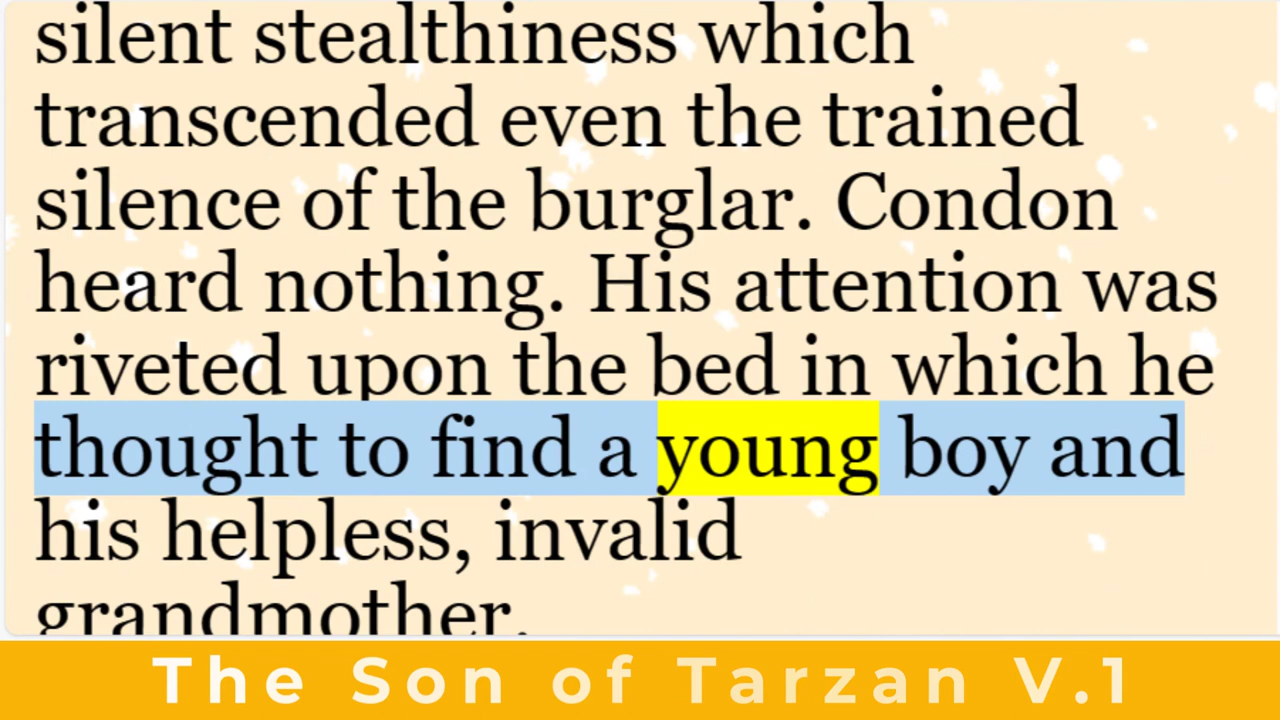 silent stealthiness which
transcended even the trained
silence of the burglar. Condon
heard nothing. His attention was
riveted upon the bed in which he
thought to find a young boy and
his helpless, invalid
grandmother.
The Son of Tarzan V.1